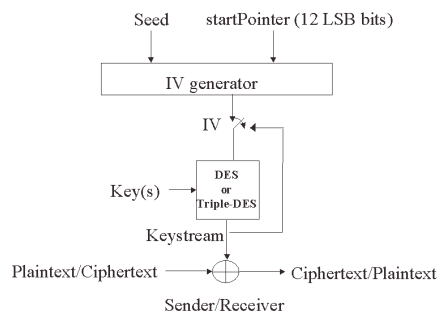 Seed
startPointer (12 LSB bits)
IV generator
IV
DES
or
Triple-DES
Key(s)
Keystream
Plaintext/Ciphertext
Ciphertext/Plaintext
Sender/Receiver